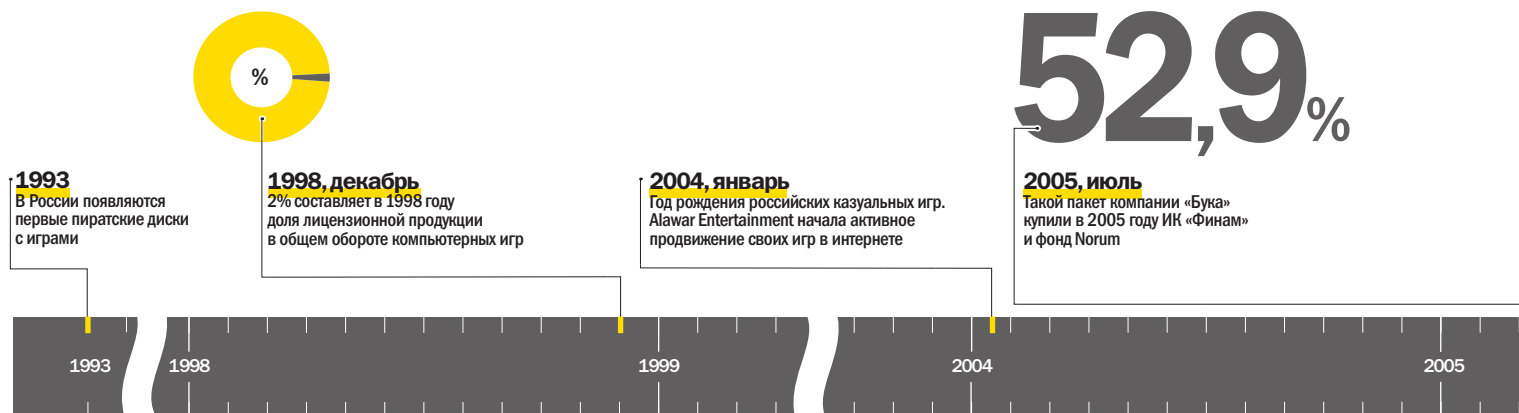 %
52,9%
1993
В России появляются
первые пиратские диски
с играми
1998, декабрь
2% составляет в 1998 году
доля лицензионной продукции
в общем обороте компьютерных игр
2004, январь
Год рождения российских казуальных игр.
Alawar Entertainment начала активное
продвижение своих игр в интернете
2005, июль
Такой пакет компании «Бука»
купили в 2005 году ИК «Финам»
и фонд Norum
1993
1998
1999
2004
2005